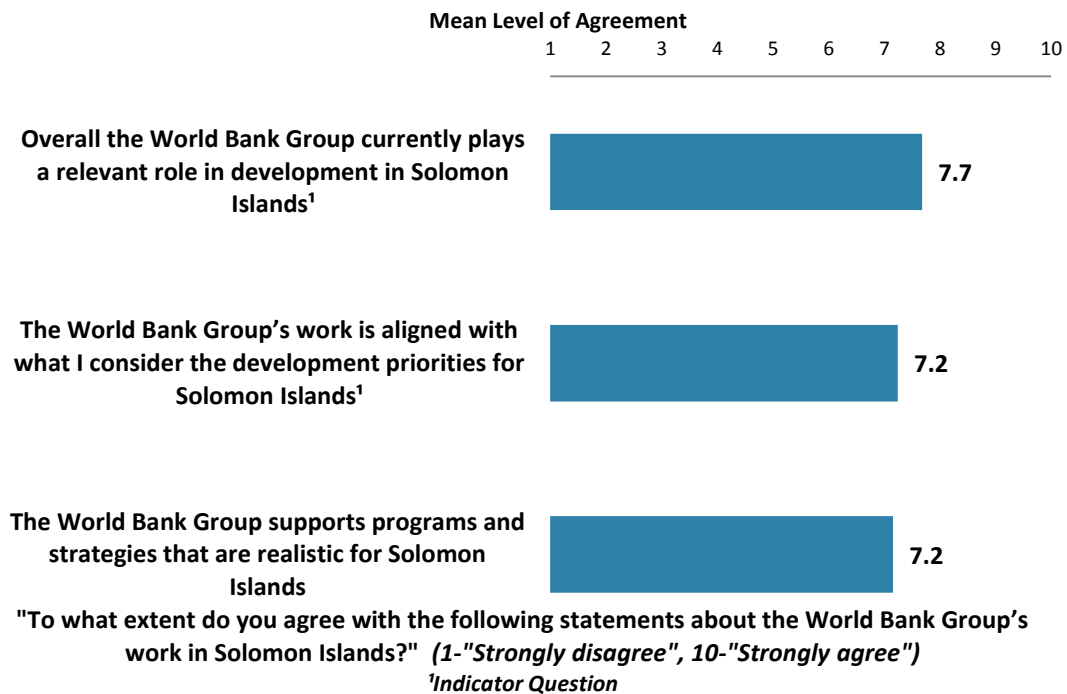 Mean Level of Agreement
1 2 3 4 5 6 7 8 9 10
Overall the World Bank Group currently plays
a relevant role in development in Solomon
Islands¹
7.7
The World Bank Group’s work is aligned with
what I consider the development priorities for
Solomon Islands¹
7.2
The World Bank Group supports programs and
strategies that are realistic for Solomon
Islands
7.2
"To what extent do you agree with the following statements about the World Bank Group’s
work in Solomon Islands?" (1-"Strongly disagree", 10-"Strongly agree")
¹Indicator Question